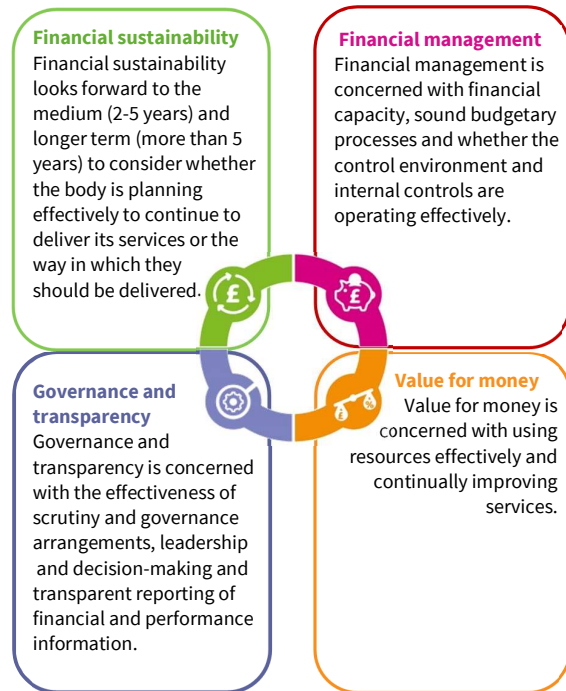 Financial sustainability
Financial sustainability
looks forward to the
medium (2-5 years) and
longer term (more than 5
years) to consider whether
the body is planning
effectively to continue to
deliver its services or the
way in which they
should be delivered.
Financial management
Financial management is
concerned with financial
capacity, sound budgetary
processes and whether the
control environment and
internal controls are
operating effectively.
£
£
Governance and
transparency
Governance and
transparency is concerned
with the effectiveness of
scrutiny and governance
arrangements, leadership
and decision-making and
transparent reporting of
financial and performance
information.
Value for money
Value for money is
concerned with using
resources effectively and
continually improving
services.
£